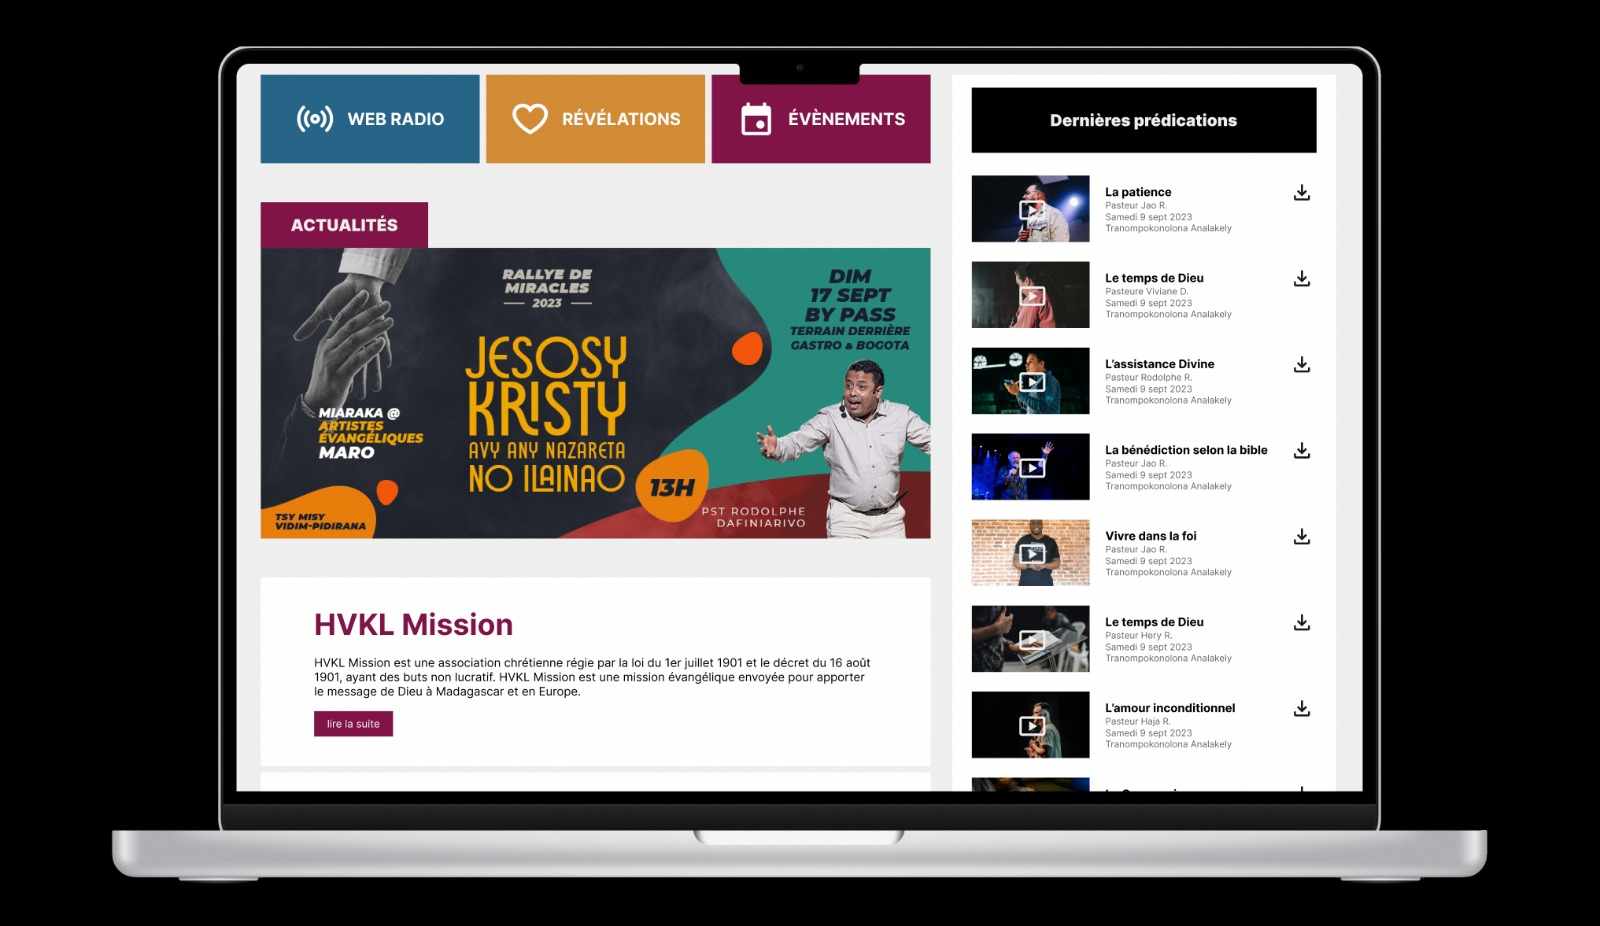 WEB RADIO
RÉVÉLATIONS
ÉVÈNEMENTS
ACTUALITÉS
RALLYE DE
MIRACLES
2023
JESOSY
KRISTY
AVY ANY NAZARETA
NO ILAINAO
MIARAKA @
ARTISTES
ÉVANGÉLIQUES
MARO
TSY MISY
VIDIM-PIDIRANA
13H
DIM
17 SEPT
BY PASS
TERRAIN DERRIÈRE
GASTRO & BOGOTA
PST RODOLPHE
DAFINIARIVO
HVKL Mission
HVKL Mission est une association chrétienne régie par la loi du 1er juillet 1901 et le décret du 16 août
1901, ayant des buts non lucratif. HVKL Mission est une mission évangélique envoyée pour apporter
le message de Dieu à Madagascar et en Europe.
lire la suite
Dernières prédications
La patience
Pasteur Jao R.
Samedi 9 sept 2023
Tranompokonolona Analakely
Le temps de Dieu
Pasteure Viviane D.
Samedi 9 sept 2023
Tranompokonolona Analakely
L'assistance Divine
Pasteur Rodolphe R.
Samedi 9 sept 2023
Tranompokonolona Analakely
La bénédiction selon la bible
Pasteur Jao R.
Samedi 9 sept 2023
Tranompokonolona Analakely
Vivre dans la foi
Pasteur Jao R.
Samedi 9 sept 2023
Tranompokonolona Analakely
Le temps de Dieu
Pasteur Hery R.
Samedi 9 sept 2023
Tranompokonolona Analakely
L'amour inconditionnel
Pasteur Haja R.
Samedi 9 sept 2023
Tranompokonolona Analakely